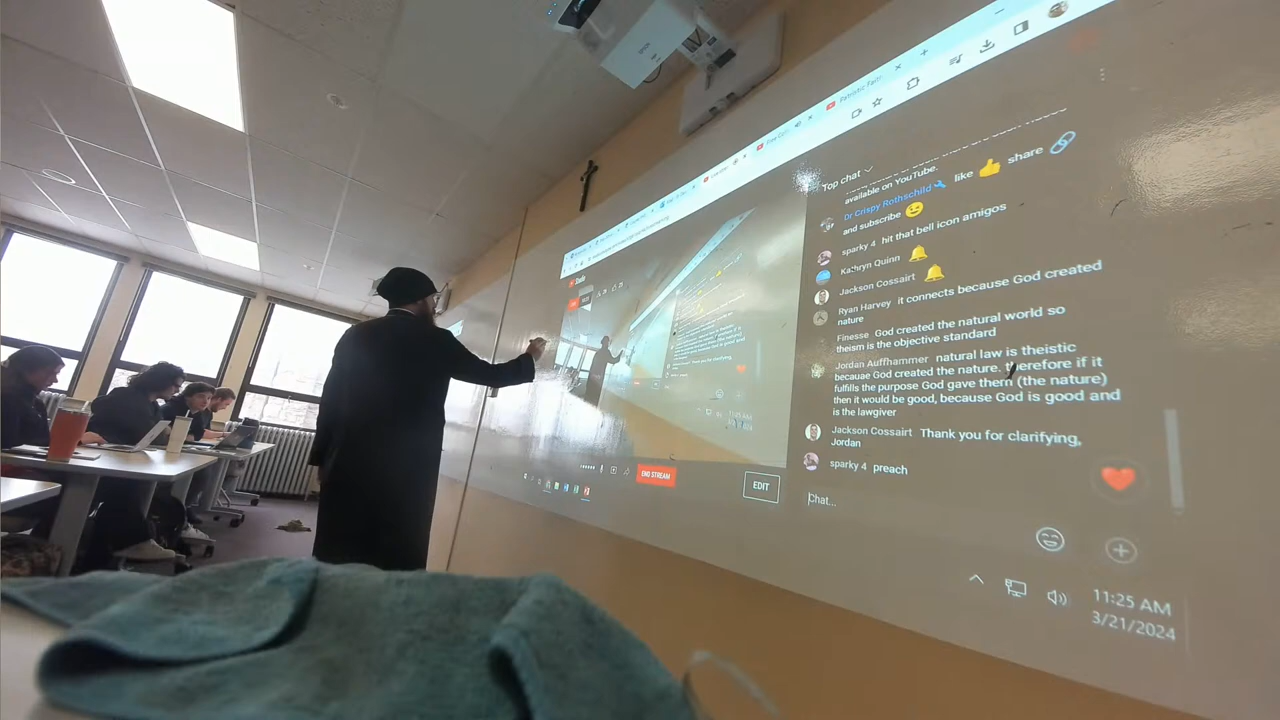 Patristic Faith
Top chat
available on YouTube.
Dr Crispy Rothschild like 👍 share 🔗
and subscribe 😉
sparky 4 hit that bell icon amigos
Kathryn Quinn 🔔
Jackson Cossairt 🔔
Ryan Harvey it connects because God created
nature
Finesse God created the natural world so
theism is the objective standard
Jordan Auffhammer natural law is theistic
becauae God created the nature. therefore if it
fulfills the purpose God gave them (the nature)
then it would be good, because God is good and
is the lawgiver
Jackson Cossairt Thank you for clarifying,
Jordan
sparky 4 preach
Chat...
END STREAM
EDIT
11:25 AM
3/21/2024